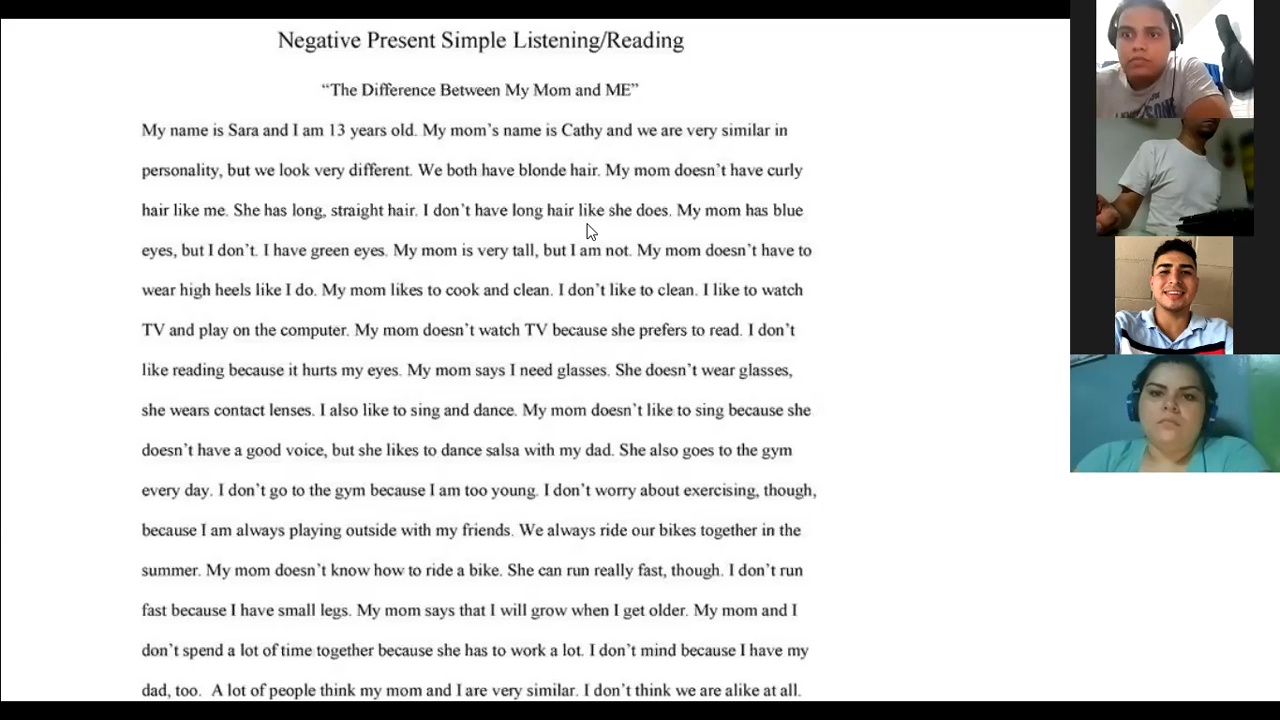 Negative Present Simple Listening/Reading
“The Difference Between My Mom and ME”
My name is Sara and I am 13 years old. My mom’s name is Cathy and we are very similar in
personality, but we look very different. We both have blonde hair. My mom doesn’t have curly
hair like me. She has long, straight hair. I don’t have long hair like she does. My mom has blue
eyes, but I don’t. I have green eyes. My mom is very tall, but I am not. My mom doesn’t have to
wear high heels like I do. My mom likes to cook and clean. I don’t like to clean. I like to watch
TV and play on the computer. My mom doesn’t watch TV because she prefers to read. I don’t
like reading because it hurts my eyes. My mom says I need glasses. She doesn’t wear glasses,
she wears contact lenses. I also like to sing and dance. My mom doesn’t like to sing because she
doesn’t have a good voice, but she likes to dance salsa with my dad. She also goes to the gym
every day. I don’t go to the gym because I am too young. I don’t worry about exercising, though,
because I am always playing outside with my friends. We always ride our bikes together in the
summer. My mom doesn’t know how to ride a bike. She can run really fast, though. I don’t run
fast because I have small legs. My mom says that I will grow when I get older. My mom and I
don’t spend a lot of time together because she has to work a lot. I don’t mind because I have my
dad, too.  A lot of people think my mom and I are very similar. I don’t think we are alike at all.